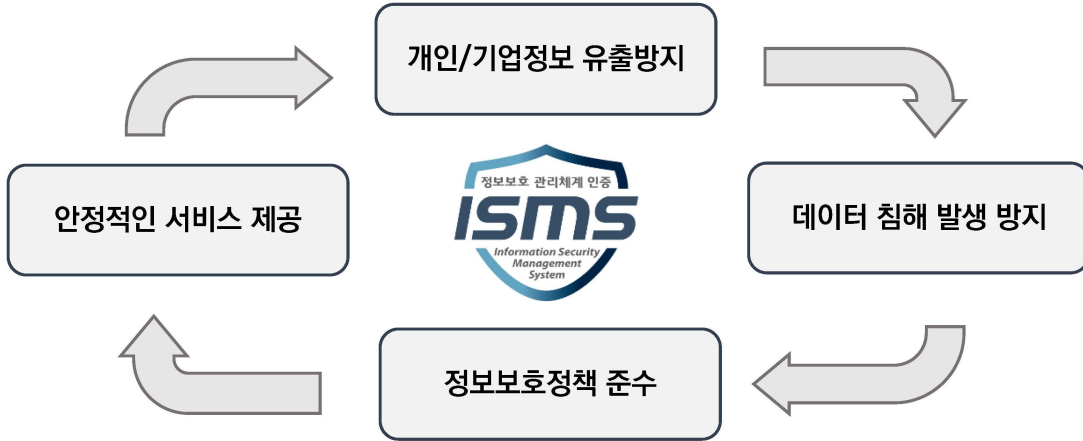 개인/기업정보 유출방지
정보보호 관리체계 인증
ISMS
Information Security
Management
System
안정적인 서비스 제공
데이터 침해 발생 방지
정보보호정책 준수